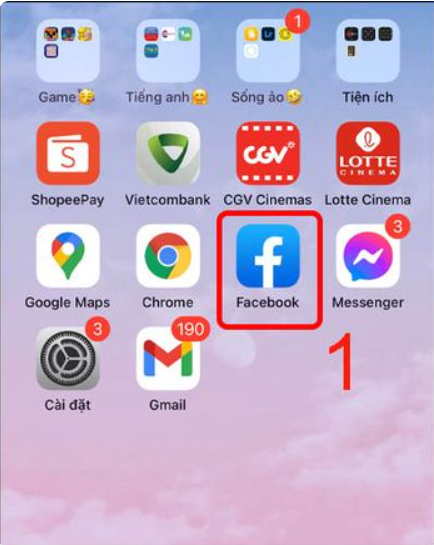 1
Game🥳 Tiếng anh🤗 Sống ảo🤣 Tiện ích
S CGV LOTTE CINEMA
ShopeePay Vietcombank CGV Cinemas Lotte Cinema
3
Google Maps Chrome Facebook Messenger
3 190
1
Cài đặt Gmail